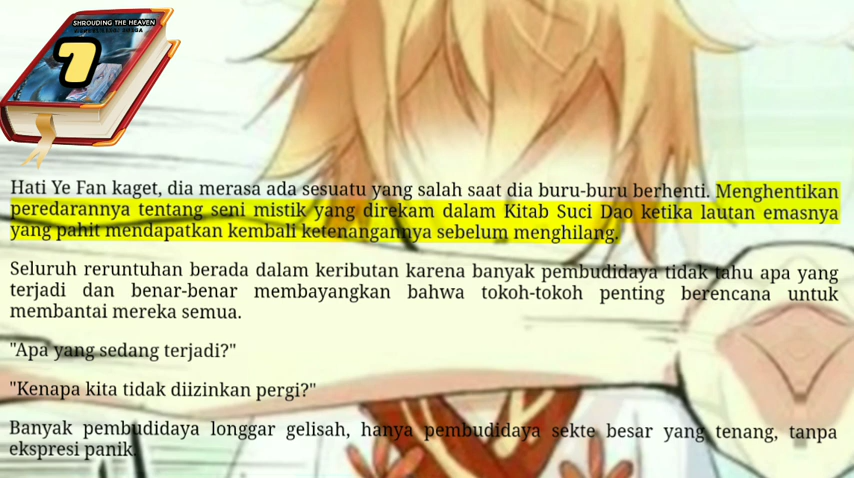 SHROUDING THE HEAVEN
7
Hati Ye Fan kaget, dia merasa ada sesuatu yang salah saat dia buru-buru berhenti. Menghentikan
peredarannya tentang seni mistik yang direkam dalam Kitab Suci Dao ketika lautan emasnya
yang pahit mendapatkan kembali ketenangannya sebelum menghilang.
Seluruh reruntuhan berada dalam keributan karena banyak pembudidaya tidak tahu apa yang
terjadi dan benar-benar membayangkan bahwa tokoh-tokoh penting berencana untuk
membantai mereka semua.
"Apa yang sedang terjadi?"
"Kenapa kita tidak diizinkan pergi?"
Banyak pembudidaya longgar gelisah, hanya pembudidaya sekte besar yang tenang, tanpa
ekspresi panik.